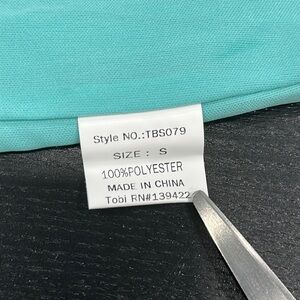 Style NO.:TBS079
SIZE : S
100%POLYESTER
MADE IN CHINA
Tobi RN#139422